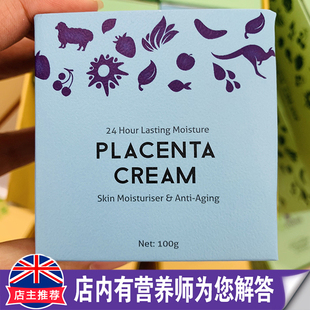 24 Hour Lasting Moisture
PLACENTA
CREAM
Skin Moisturiser & Anti-Aging
Net: 100g
店主推荐
店内有营养师为您解答